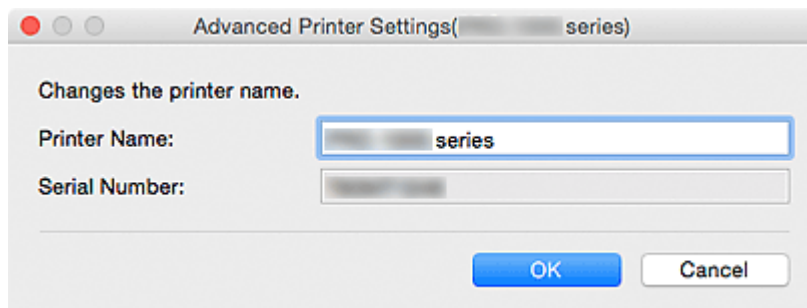 Advanced Printer Settings( series)
Changes the printer name.
Printer Name: series
Serial Number:
OK Cancel